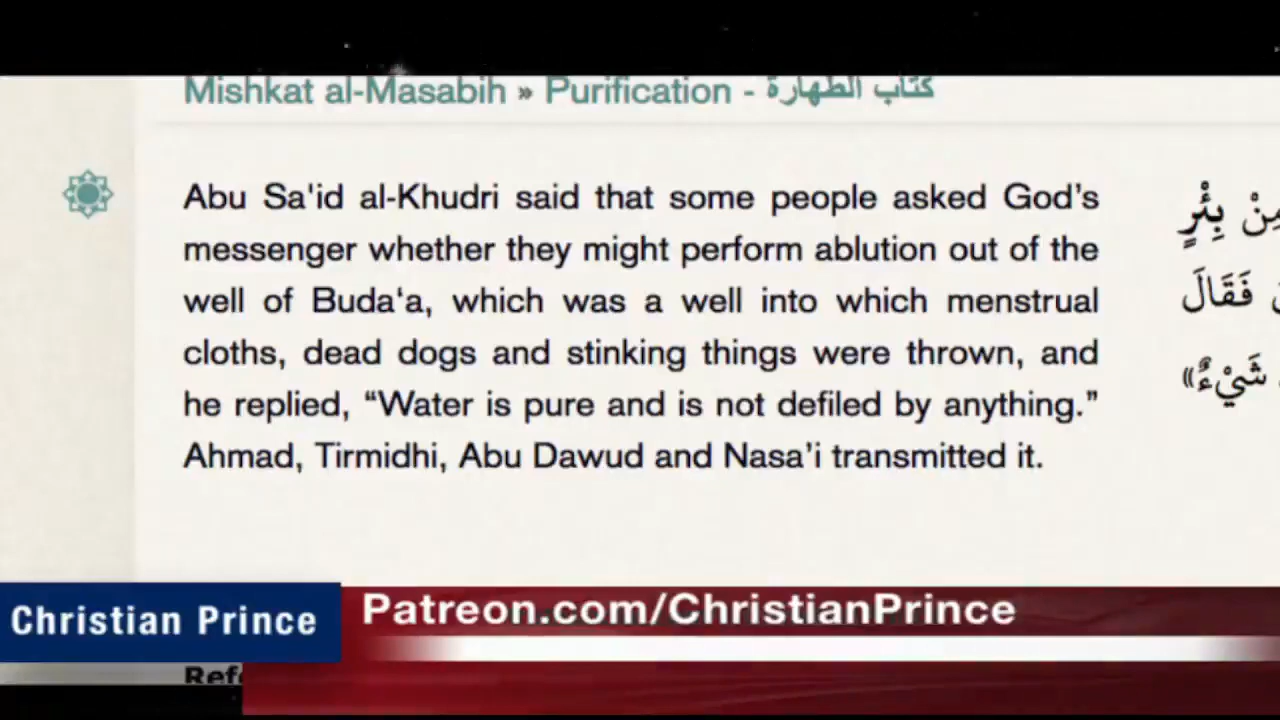 Mishkat al-Masabih » Purification - كتاب الطهارة
Abu Sa'id al-Khudri said that some people asked God’s
messenger whether they might perform ablution out of the
well of Buda‘a, which was a well into which menstrual
cloths, dead dogs and stinking things were thrown, and
he replied, “Water is pure and is not defiled by anything.”
Ahmad, Tirmidhi, Abu Dawud and Nasa’i transmitted it.
مِنْ بِئْرٍ
فَقَالَ
شَيْءٌ»
Christian Prince
Patreon.com/ChristianPrince